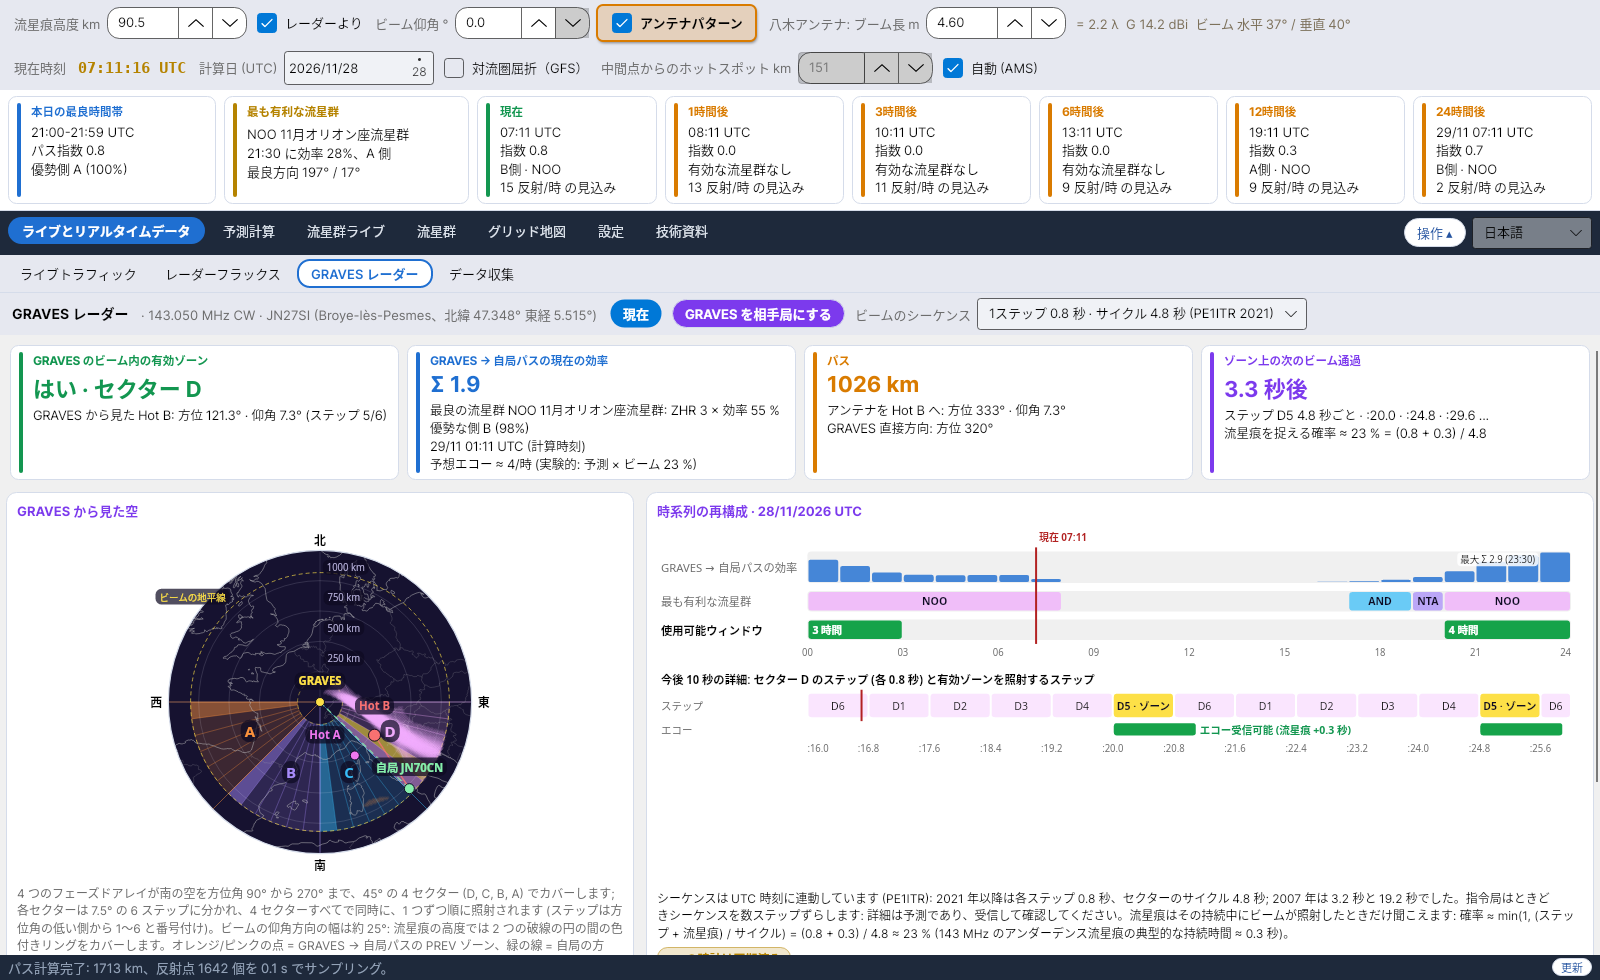 流星痕高度 km 90.5 レーダーより ビーム仰角 ° 0.0 アンテナパターン 八木アンテナ: ブーム長 m 4.60 = 2.2 λ G 14.2 dBi ビーム 水平 37° / 垂直 40°
現在時刻 07:11:16 UTC 計算日 (UTC) 2026/11/28 28 対流圏屈折（GFS） 中間点からのホットスポット km 151 自動 (AMS)
本日の最良時間帯
21:00-21:59 UTC
パス指数 0.8
優勢側 A (100%)
最も有利な流星群
NOO 11月オリオン座流星群
21:30 に効率 28%、A 側
最良方向 197° / 17°
現在
07:11 UTC
指数 0.8
B側 · NOO
15 反射/時 の見込み
1時間後
08:11 UTC
指数 0.0
有効な流星群なし
13 反射/時 の見込み
3時間後
10:11 UTC
指数 0.0
有効な流星群なし
11 反射/時 の見込み
6時間後
13:11 UTC
指数 0.0
有効な流星群なし
9 反射/時 の見込み
12時間後
19:11 UTC
指数 0.3
A側 · NOO
9 反射/時 の見込み
24時間後
29/11 07:11 UTC
指数 0.7
B側 · NOO
2 反射/時 の見込み
ライブとリアルタイムデータ 予測計算 流星群ライブ 流星群 グリッド地図 設定 技術資料 操作 ▴ 日本語
ライブトラフィック レーダーフラックス GRAVES レーダー データ収集
GRAVES レーダー · 143.050 MHz CW · JN27SI (Broye-lès-Pesmes、北緯 47.348° 東経 5.515°) 現在 GRAVES を相手局にする ビームのシーケンス 1ステップ 0.8 秒 · サイクル 4.8 秒 (PE1ITR 2021)
GRAVES のビーム内の有効ゾーン
はい · セクター D
GRAVES から見た Hot B: 方位 121.3° · 仰角 7.3° (ステップ 5/6)
GRAVES → 自局パスの現在の効率
Σ 1.9
最良の流星群 NOO 11月オリオン座流星群: ZHR 3 × 効率 55 %
優勢な側 B (98%)
29/11 01:11 UTC (計算時刻)
予想エコー ≈ 4/時 (実験的: 予測 × ビーム 23 %)
パス
1026 km
アンテナを Hot B へ: 方位 333° · 仰角 7.3°
GRAVES 直接方向: 方位 320°
ゾーン上の次のビーム通過
3.3 秒後
ステップ D5 4.8 秒ごと · :20.0 · :24.8 · :29.6 ...
流星痕を捉える確率 ≈ 23 % = (0.8 + 0.3) / 4.8
GRAVES から見た空
北
1000 km
ビームの地平線
750 km
500 km
250 km
GRAVES
西
東
Hot B
A
Hot A
D
B
C
自局 JN70CN
南
4 つのフェーズドアレイが南の空を方位角 90° から 270° まで、45° の 4 セクター (D, C, B, A) でカバーします;
各セクターは 7.5° の 6 ステップに分かれ、4 セクターすべてで同時に、1 つずつ順に照射されます (ステップは方
位角の低い側から 1〜6 と番号付け)。ビームの仰角方向の幅は約 25°: 流星痕の高度では 2 つの破線の円の間の色
付きリングをカバーします。オレンジ/ピンクの点 = GRAVES → 自局パスの PREV ゾーン、緑の線 = 自局の方
時系列の再構成 · 28/11/2026 UTC
現在 07:11
GRAVES → 自局パスの効率 最大 Σ 2.9 (23:30)
最も有利な流星群 NOO AND NTA NOO
使用可能ウィンドウ 3 時間 4 時間
00 03 06 09 12 15 18 21 24
今後 10 秒の詳細: セクター D のステップ (各 0.8 秒) と有効ゾーンを照射するステップ
ステップ D6 D1 D2 D3 D4 D5 · ゾーン D6 D1 D2 D3 D4 D5 · ゾーン D6
エコー エコー受信可能 (流星痕 +0.3 秒)
:16.0 :16.8 :17.6 :18.4 :19.2 :20.0 :20.8 :21.6 :22.4 :23.2 :24.0 :24.8 :25.6
シーケンスは UTC 時刻に連動しています (PE1ITR): 2021 年以降は各ステップ 0.8 秒、セクターのサイクル 4.8 秒; 2007 年は 3.2 秒と 19.2 秒でした。指令局はときど
きシーケンスを数ステップずらします: 詳細は予測であり、受信して確認してください。流星痕はその持続中にビームが照射したときだけ聞こえます: 確率 ≈ min(1, (ステッ
プ + 流星痕) / サイクル) = (0.8 + 0.3) / 4.8 ≈ 23 % (143 MHz のアンダーデンス流星痕の典型的な持続時間 ≈ 0.3 秒)。
パス計算完了: 1713 km、反射点 1642 個を 0.1 s でサンプリング。 更新